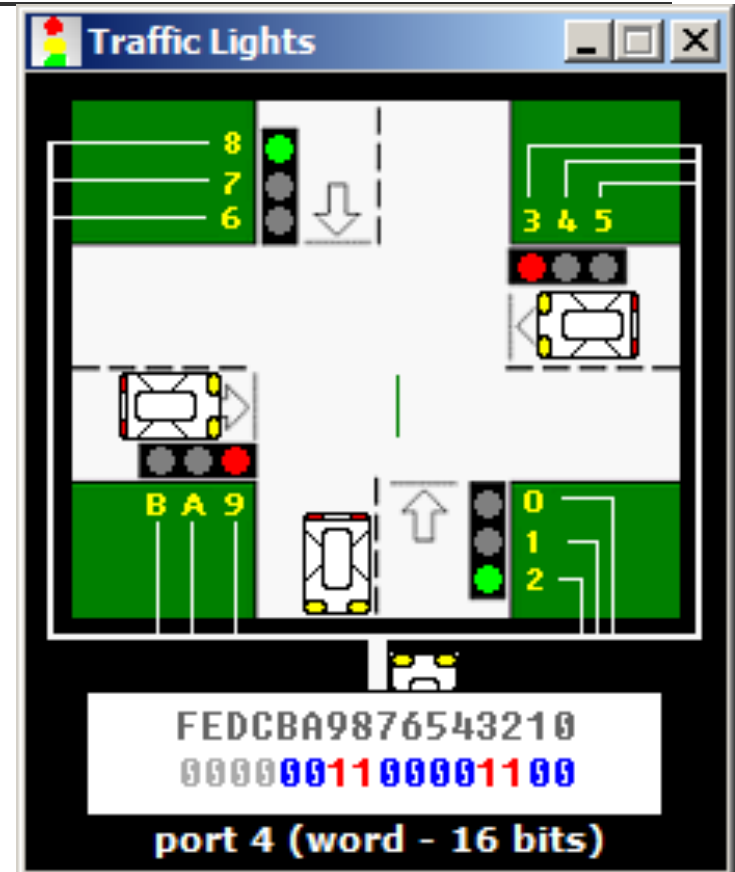 Traffic Lights
8
7
6
3 4 5
B A 9
0
1
2
FEDCBA9876543210
0000001100001100
port 4 (word - 16 bits)